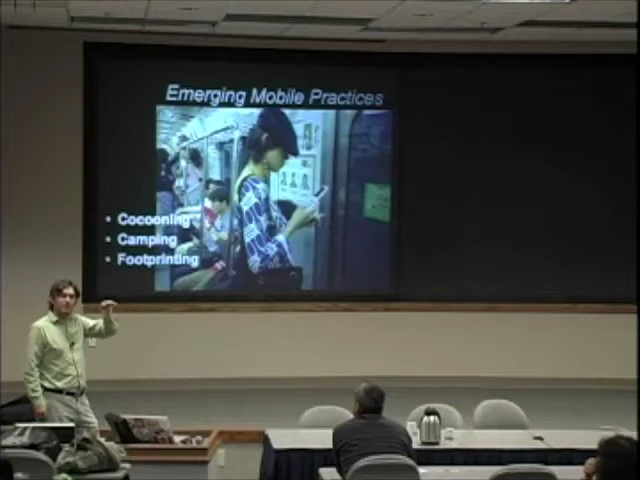 Emerging Mobile Practices
• Cocooning
• Camping
• Footprinting